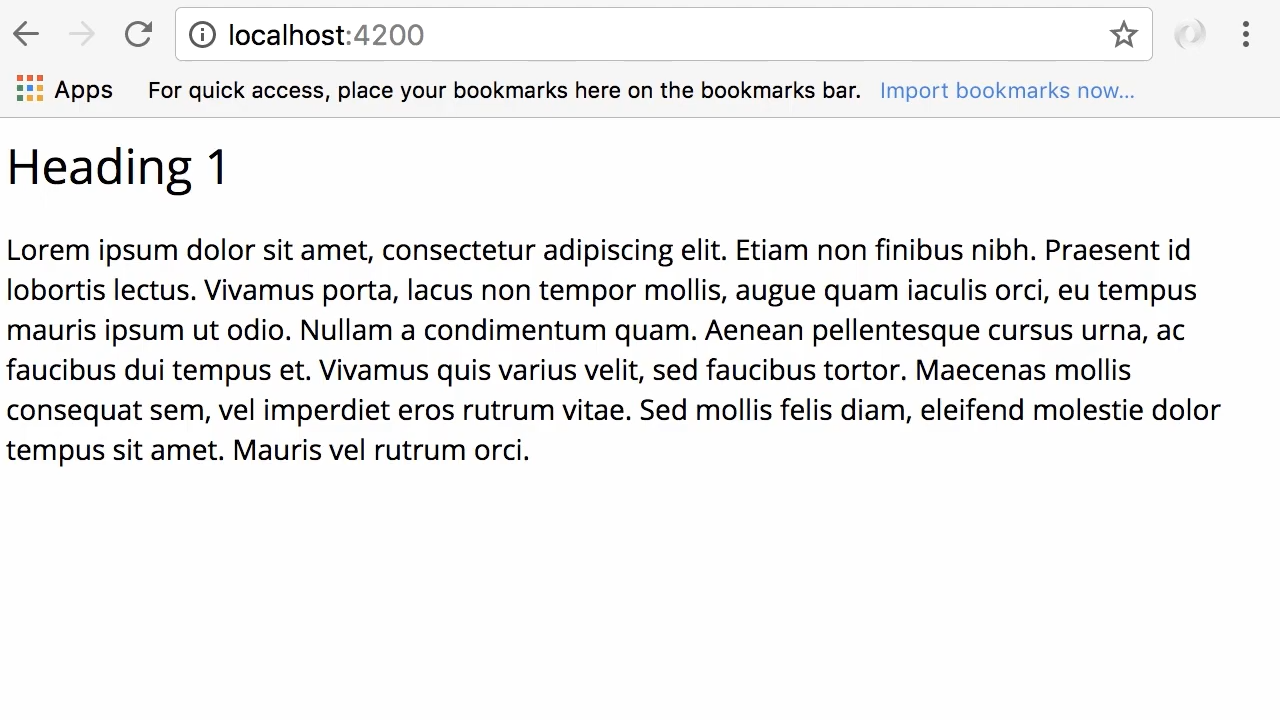 localhost:4200
Apps For quick access, place your bookmarks here on the bookmarks bar. Import bookmarks now...
Heading 1
Lorem ipsum dolor sit amet, consectetur adipiscing elit. Etiam non finibus nibh. Praesent id
lobortis lectus. Vivamus porta, lacus non tempor mollis, augue quam iaculis orci, eu tempus
mauris ipsum ut odio. Nullam a condimentum quam. Aenean pellentesque cursus urna, ac
faucibus dui tempus et. Vivamus quis varius velit, sed faucibus tortor. Maecenas mollis
consequat sem, vel imperdiet eros rutrum vitae. Sed mollis felis diam, eleifend molestie dolor
tempus sit amet. Mauris vel rutrum orci.